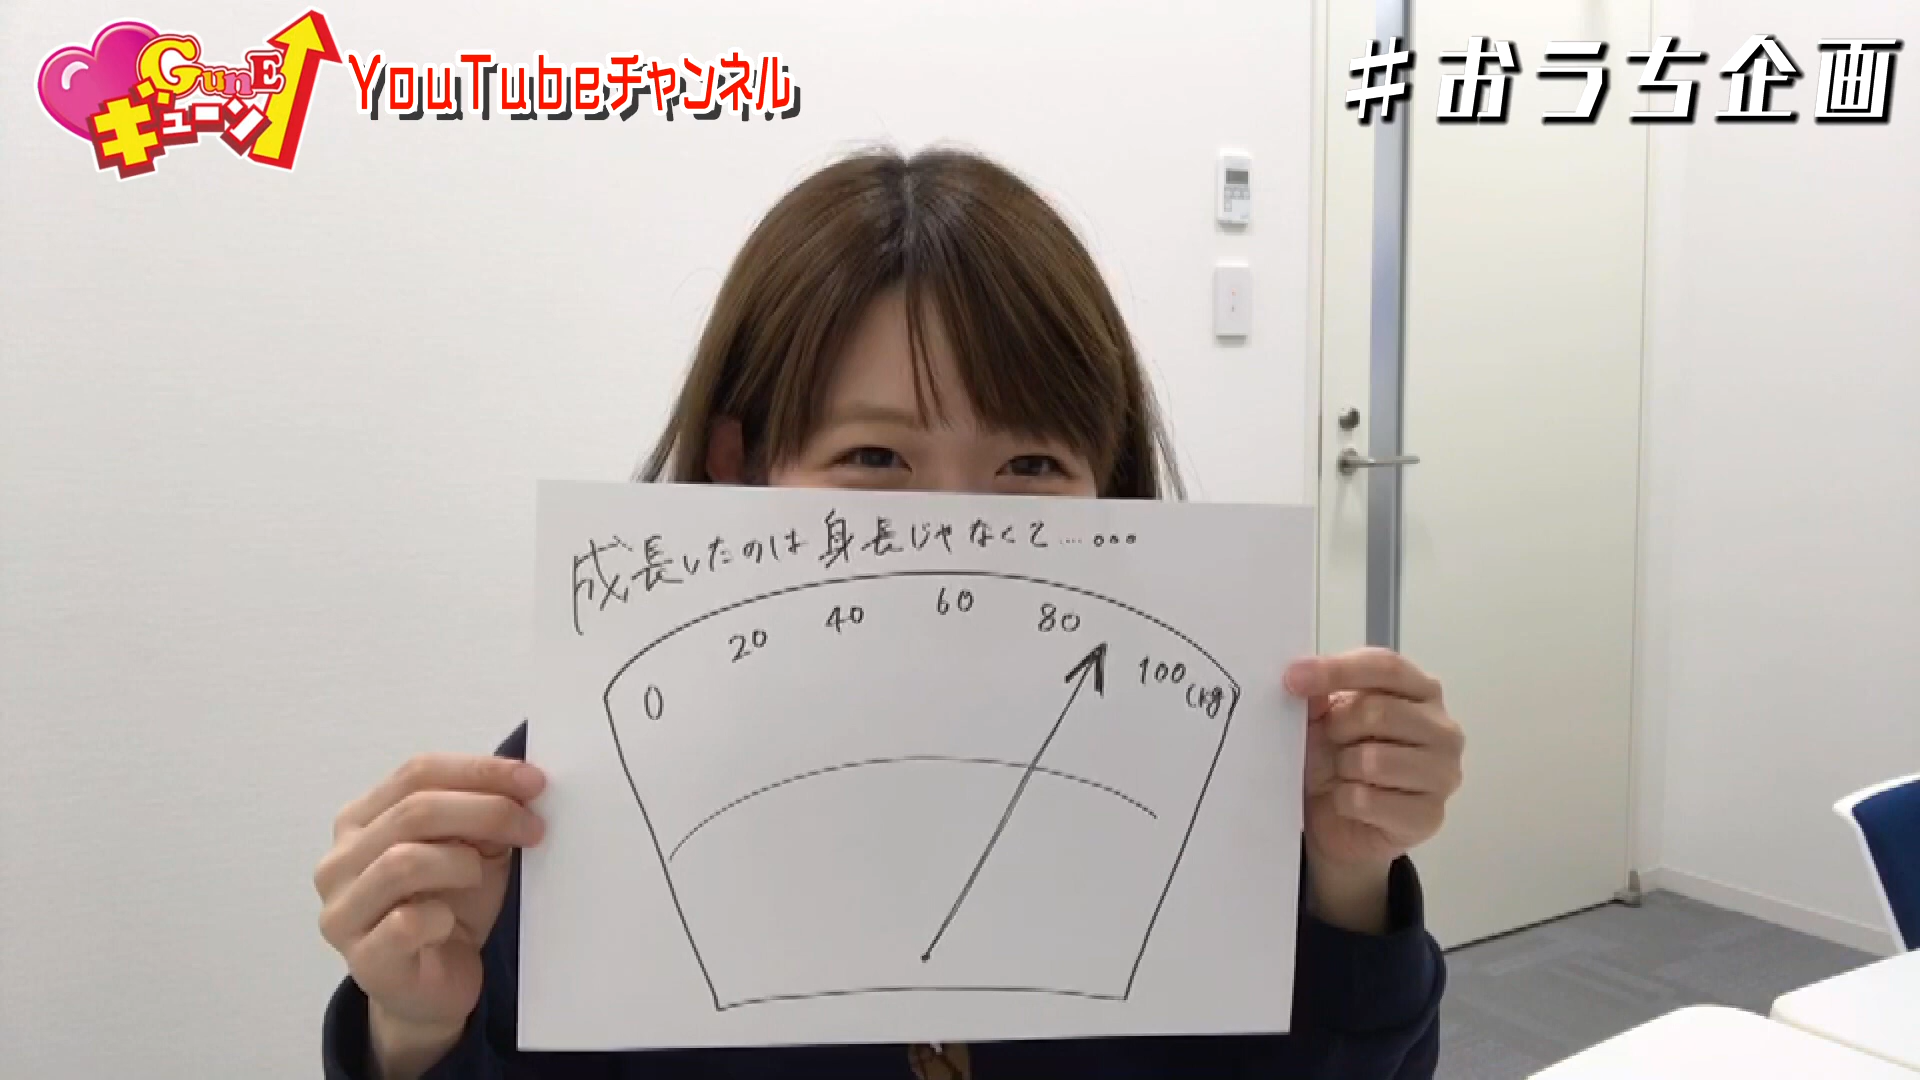 GunE
ギューン
YouTubeチャンネル
#おうち企画
成長したのは身長じゃなくて……。。。
0 20 40 60 80 100(kg)